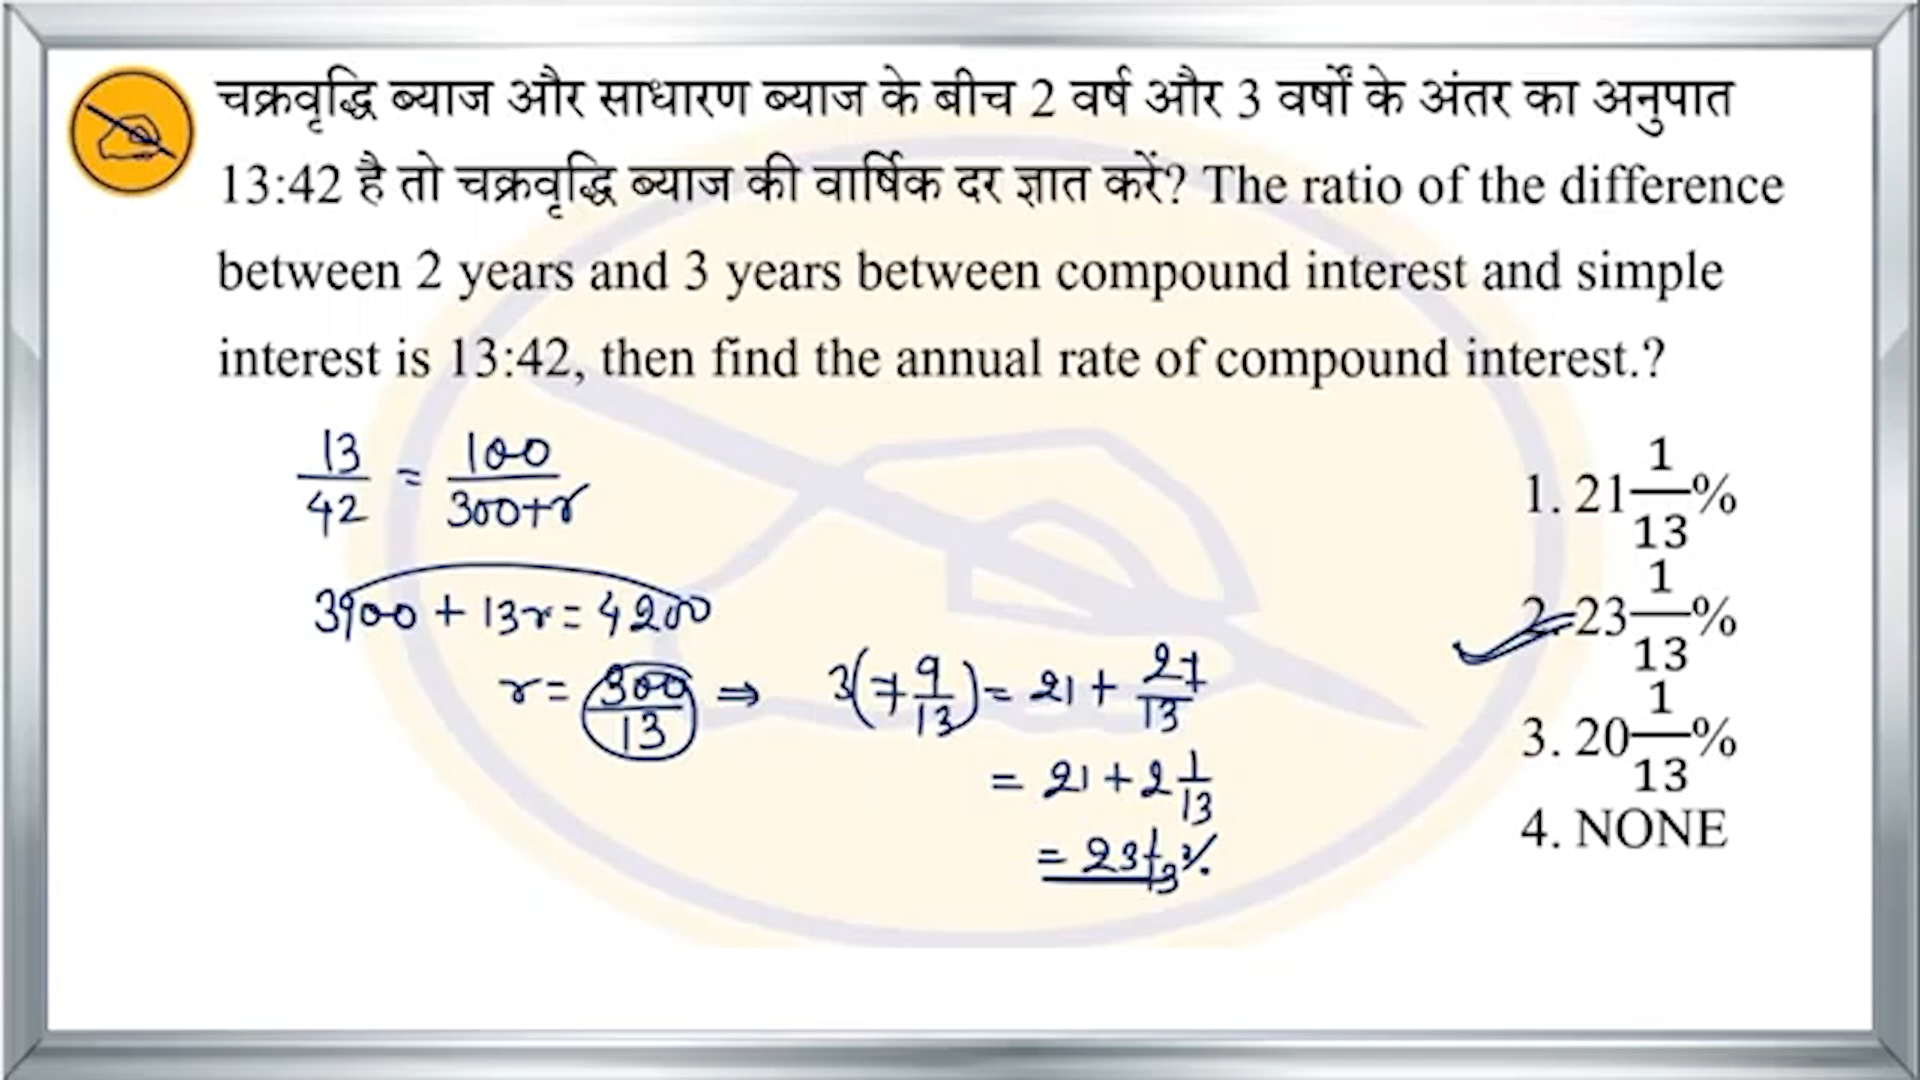 चक्रवृद्धि ब्याज और साधारण ब्याज के बीच 2 वर्ष और 3 वर्षों के अंतर का अनुपात
13:42 है तो चक्रवृद्धि ब्याज की वार्षिक दर ज्ञात करें? The ratio of the difference
between 2 years and 3 years between compound interest and simple
interest is 13:42, then find the annual rate of compound interest.?
13/42 = 100/300+r
3900 + 13r = 4200
r = 300/13 ⇒ 3(7 9/13) = 21 + 27/13
= 21 + 2 1/13
= 23 1/13 %
1. 21 1/13 %
2. 23 1/13 %
3. 20 1/13 %
4. NONE